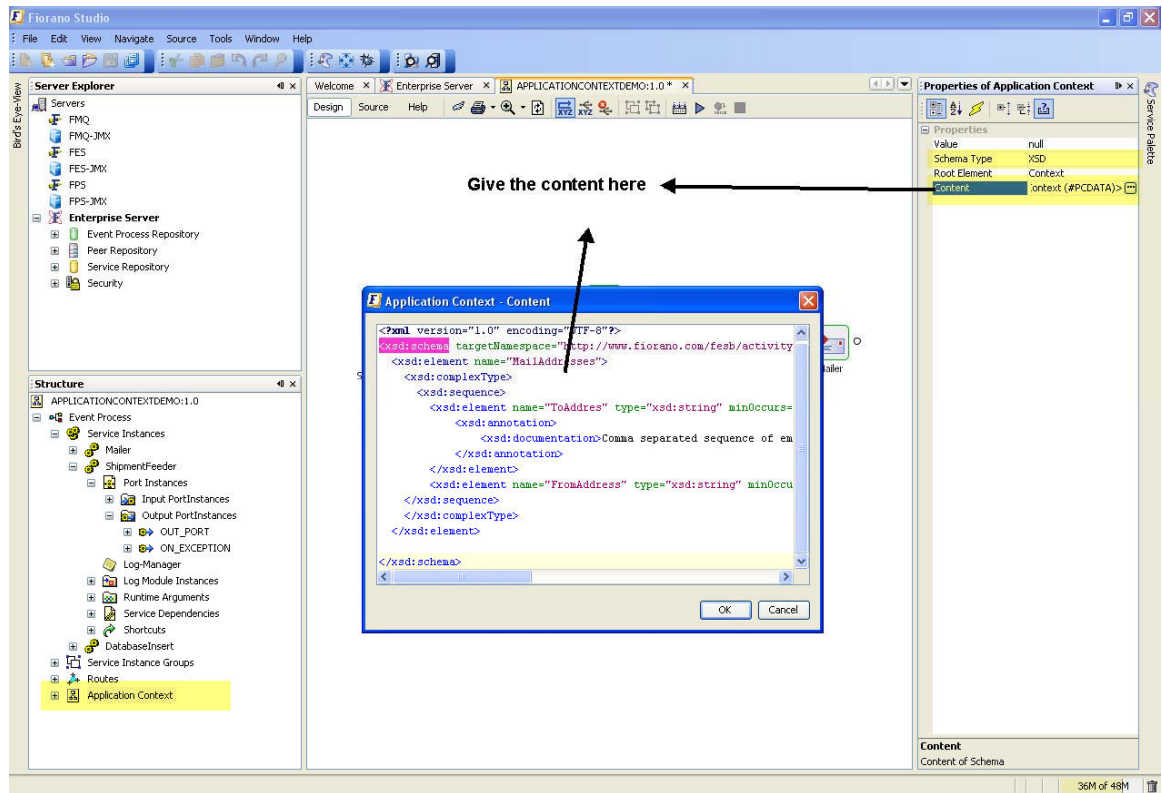 Fiorano Studio
File Edit View Navigate Source Tools Window Help
Bird's Eye-View
Server Explorer
Servers
FMQ
FMQ-JMX
FES
FES-JMX
FPS
FPS-JMX
Enterprise Server
Event Process Repository
Peer Repository
Service Repository
Security
Structure
APPLICATIONCONTEXTDEMO:1.0
Event Process
Service Instances
Mailer
ShipmentFeeder
Port Instances
Input PortInstances
Output PortInstances
OUT_PORT
ON_EXCEPTION
Log-Manager
Log Module Instances
Runtime Arguments
Service Dependencies
Shortcuts
DatabaseInsert
Service Instance Groups
Routes
Application Context
Welcome Enterprise Server APPLICATIONCONTEXTDEMO:1.0 *
Design Source Help
XYZ XYZ
Give the content here
S
ailer
Application Context - Content
<?xml version="1.0" encoding="UTF-8"?>
<xsd:schema targetNamespace="http://www.fiorano.com/fesb/activity
<xsd:element name="MailAddresses">
<xsd:complexType>
<xsd:sequence>
<xsd:element name="ToAddres" type="xsd:string" minOccurs=
<xsd:annotation>
<xsd:documentation>Comma separated sequence of em
</xsd:annotation>
</xsd:element>
<xsd:element name="FromAddress" type="xsd:string" minOccu
</xsd:sequence>
</xsd:complexType>
</xsd:element>
</xsd:schema>
OK Cancel
Properties of Application Context
Properties
Value null
Schema Type XSD
Root Element Context
Content ontext (#PCDATA)>
Content
Content of Schema
Service Palette
36M of 48M